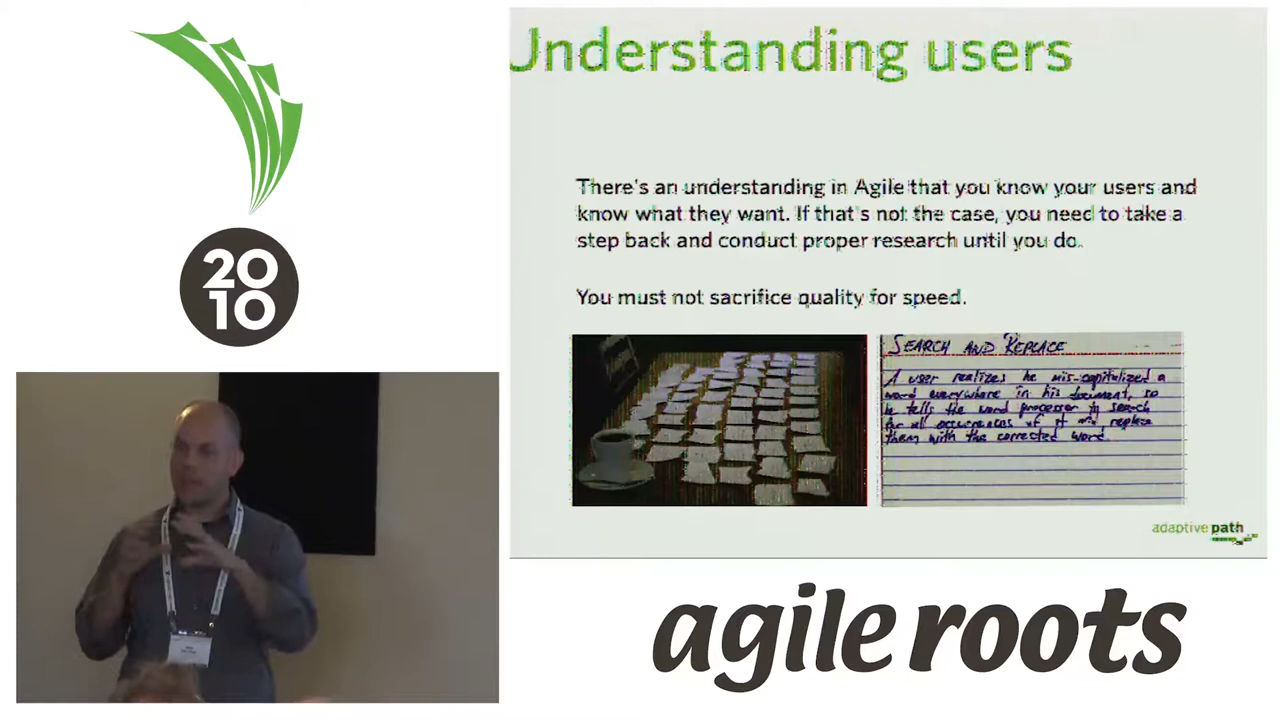 20
10
Understanding users
There's an understanding in Agile that you know your users and
know what they want. If that's not the case, you need to take a
step back and conduct proper research until you do.
You must not sacrifice quality for speed.
SEARCH AND REPLACE
A user realizes he mis-capitalized a
word everywhere in his document, so
he tells the word processor to search
for all occurrences of it and replace
them with the corrected word
adaptive path
agile roots